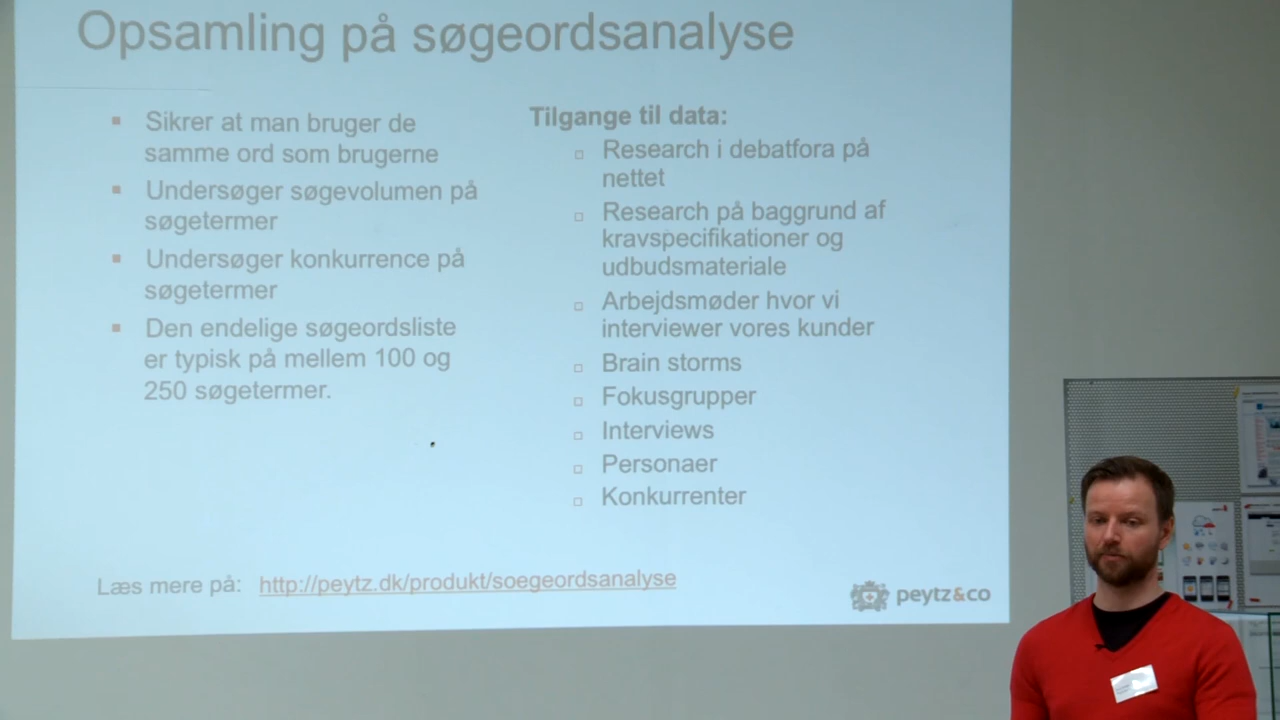 Opsamling på søgeordsanalyse
Sikrer at man bruger de
samme ord som brugerne
Undersøger søgevolumen på
søgetermer
Undersøger konkurrence på
søgetermer
Den endelige søgeordsliste
er typisk på mellem 100 og
250 søgetermer.
Tilgange til data:
Research i debatfora på
nettet
Research på baggrund af
kravspecifikationer og
udbudsmateriale
Arbejdsmøder hvor vi
interviewer vores kunder
Brain storms
Fokusgrupper
Interviews
Personaer
Konkurrenter
Læs mere på: http://peytz.dk/produkt/soegeordsanalyse
peytz&co